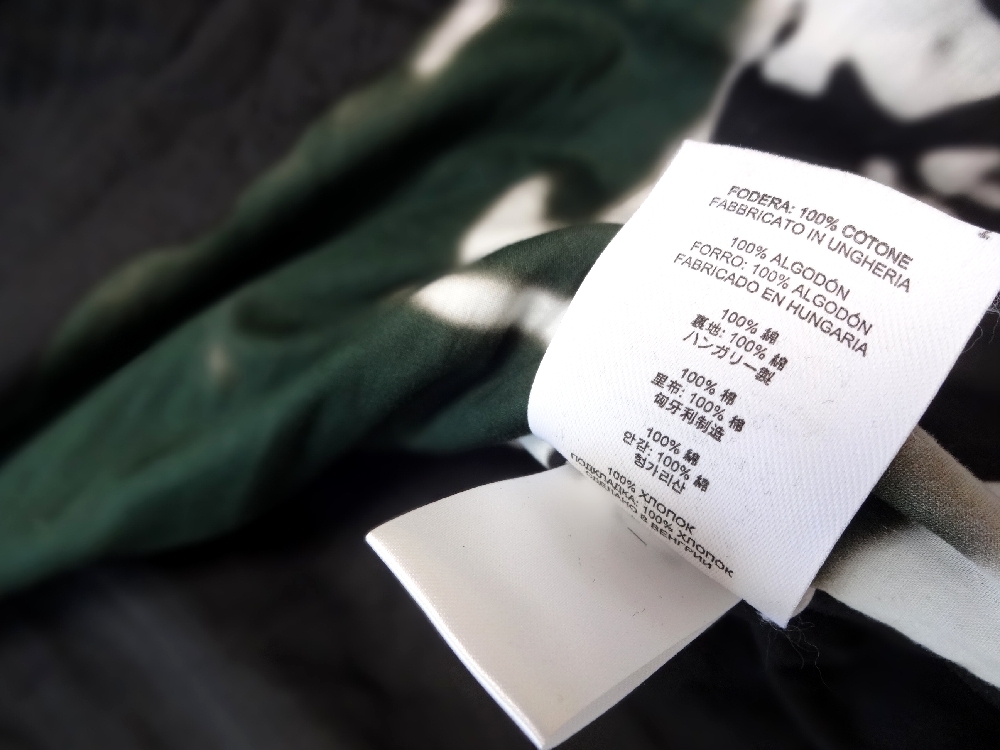 FODERA: 100% COTONE
FABBRICATO IN UNGHERIA
100% ALGODÓN
FORRO: 100% ALGODÓN
FABRICADO EN HUNGARIA
100% 綿
裏地: 100% 綿
ハンガリー製
100% 棉
里布: 100% 棉
匈牙利制造
100% 綿
안감: 100% 綿
헝가리산
100% ХЛОПОК
ПОДКЛАДКА: 100% ХЛОПОК
СДЕЛАНО В ВЕНГРИИ